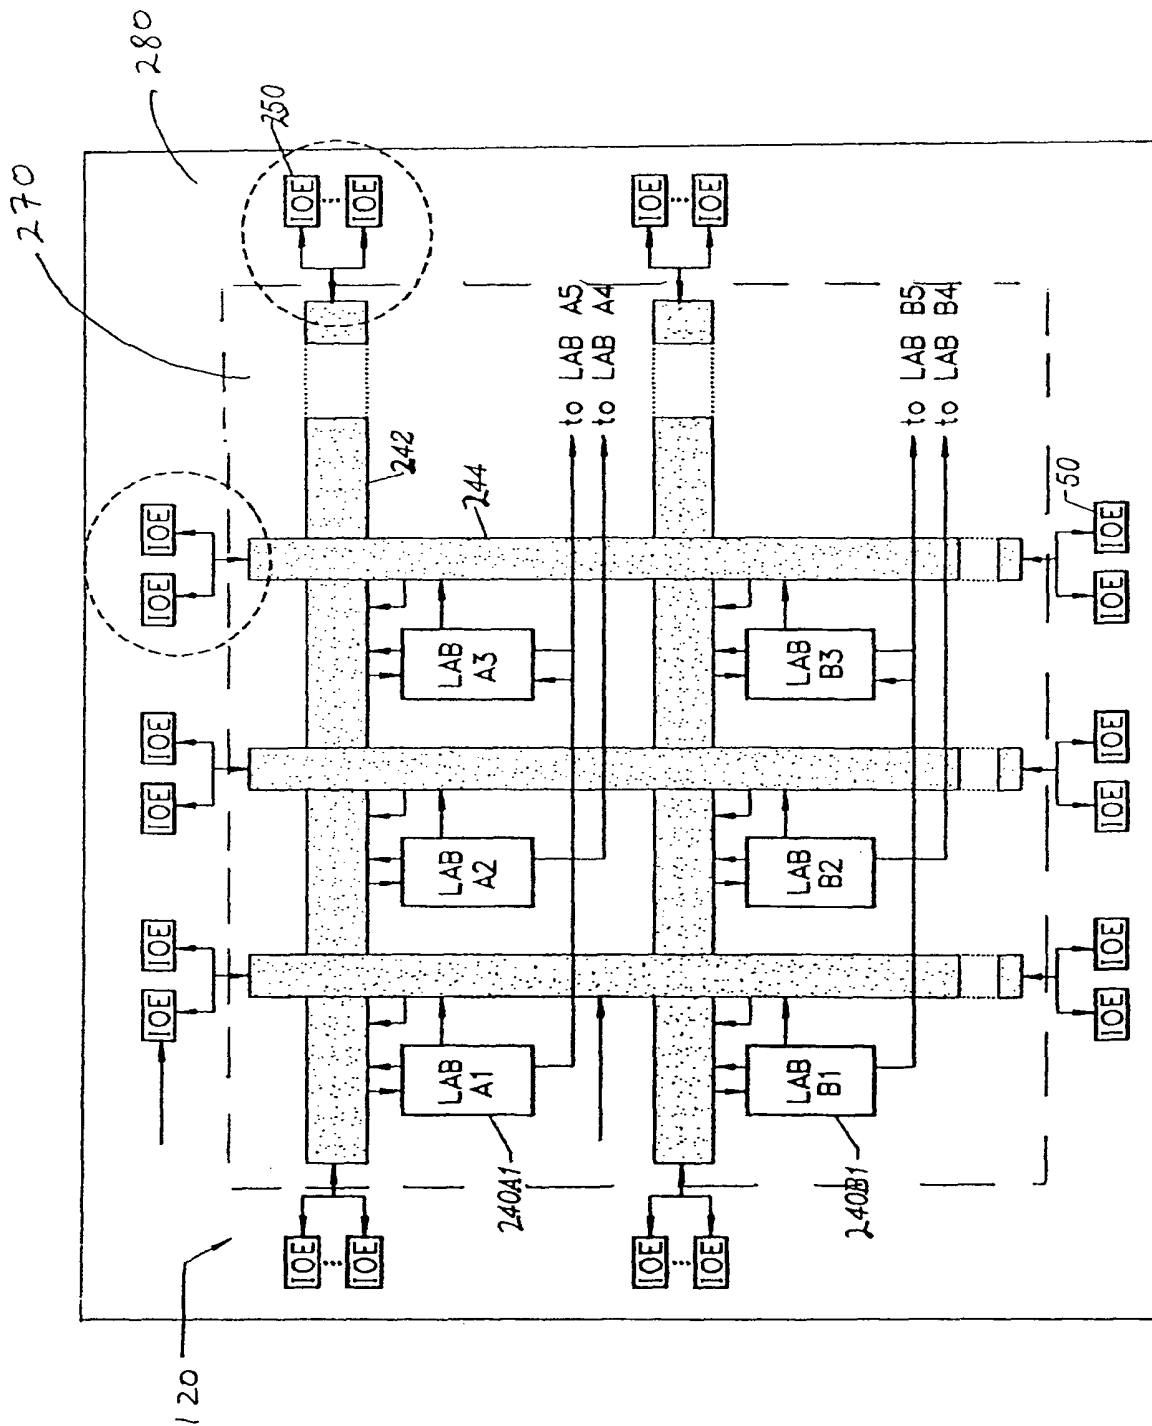 270
280
120
IOE IOE IOE IOE IOE IOE
250
IOE IOE
IOE IOE
242
LAB A1
LAB A2
LAB A3
244
240A1
to LAB A5
to LAB A4
IOE IOE
IOE IOE
LAB B1
LAB B2
LAB B3
240B1
to LAB B5
to LAB B4
50
IOE IOE IOE IOE IOE IOE